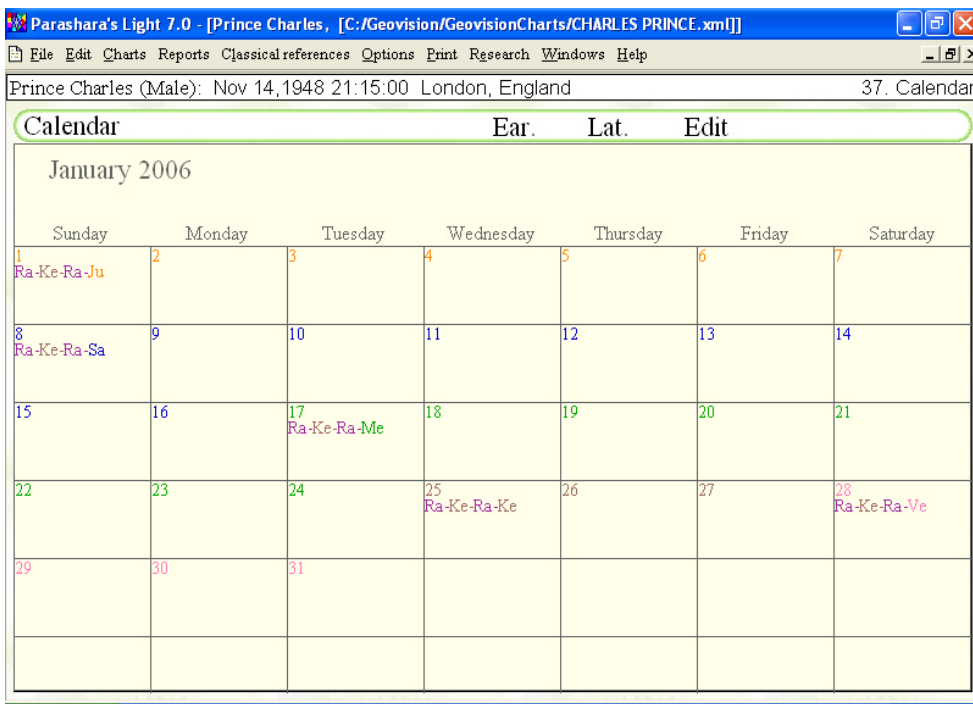 Parashara's Light 7.0 - [Prince Charles, [C:/Geovision/GeovisionCharts/CHARLES PRINCE.xml]]
File Edit Charts Reports Classical references Options Print Research Windows Help
Prince Charles (Male): Nov 14,1948 21:15:00 London, England 37. Calendar
Calendar Ear. Lat. Edit
January 2006
Sunday Monday Tuesday Wednesday Thursday Friday Saturday
1 2 3 4 5 6 7
Ra-Ke-Ra-Ju
8 9 10 11 12 13 14
Ra-Ke-Ra-Sa
15 16 17 18 19 20 21
Ra-Ke-Ra-Me
22 23 24 25 26 27 28
Ra-Ke-Ra-Ke Ra-Ke-Ra-Ve
29 30 31